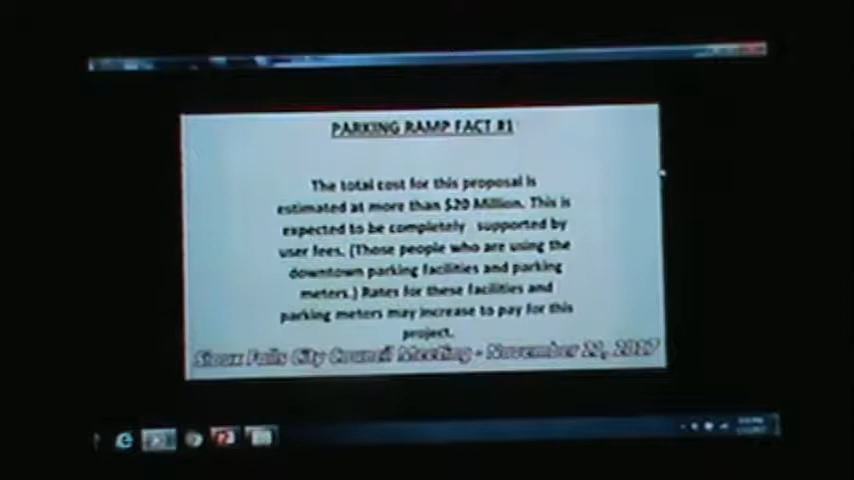 PARKING RAMP FACT #1
The total cost for this proposal is
estimated at more than $20 Million. This is
expected to be completely supported by
user fees. (Those people who are using the
downtown parking facilities and parking
meters.) Rates for these facilities and
parking meters may increase to pay for this
project.
Sioux Falls City Council Meeting - November 21, 2017